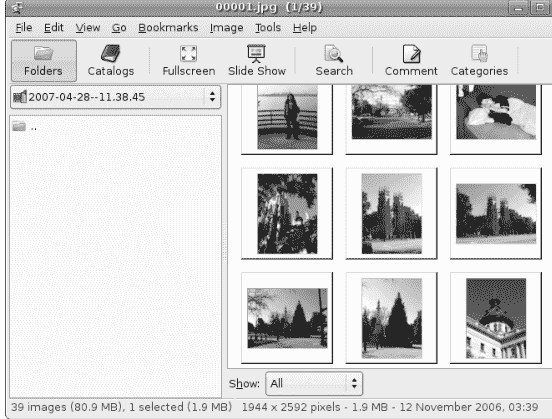 00001.jpg (1/39)
File Edit View Go Bookmarks Image Tools Help
Folders Catalogs Fullscreen Slide Show Search Comment Categories
2007-04-28--11.38.45
..
Show: All
39 images (80.9 MB), 1 selected (1.9 MB) 1944 x 2592 pixels - 1.9 MB - 12 November 2006, 03:39